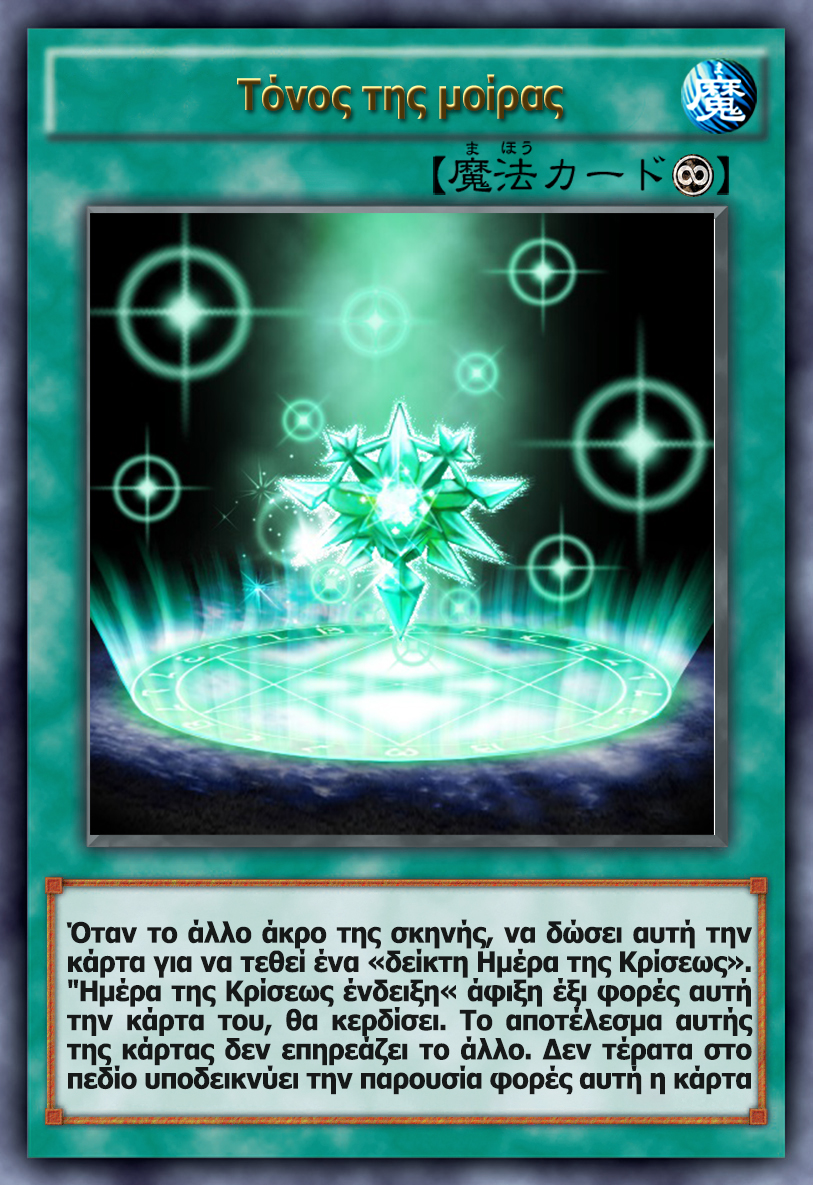 Τόνος της μοίρας
魔
ま ほう
【魔法カード∞】
Όταν το άλλο άκρο της σκηνής, να δώσει αυτή την
κάρτα για να τεθεί ένα «δείκτη Ημέρα της Κρίσεως».
"Ημέρα της Κρίσεως ένδειξη« άφιξη έξι φορές αυτή
την κάρτα του, θα κερδίσει. Το αποτέλεσμα αυτής
της κάρτας δεν επηρεάζει το άλλο. Δεν τέρατα στο
πεδίο υποδεικνύει την παρουσία φορές αυτή η κάρτα